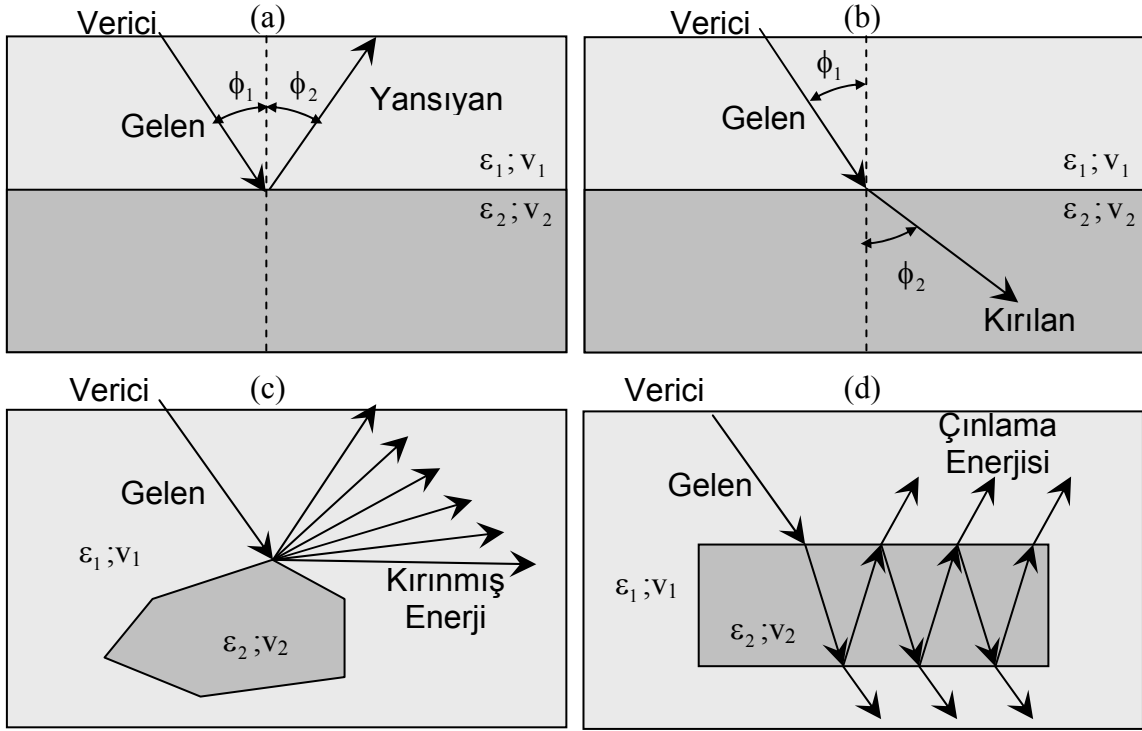 Verici
(a)
ϕ₁
ϕ₂
Gelen
Yansıyan
ε₁;v₁
ε₂;v₂
Verici
(b)
ϕ₁
Gelen
ε₁;v₁
ε₂;v₂
ϕ₂
Kırılan
Verici
(c)
Gelen
ε₁;v₁
Kırınmış
Enerji
ε₂;v₂
Verici
(d)
Çınlama
Enerjisi
Gelen
ε₁;v₁
ε₂;v₂